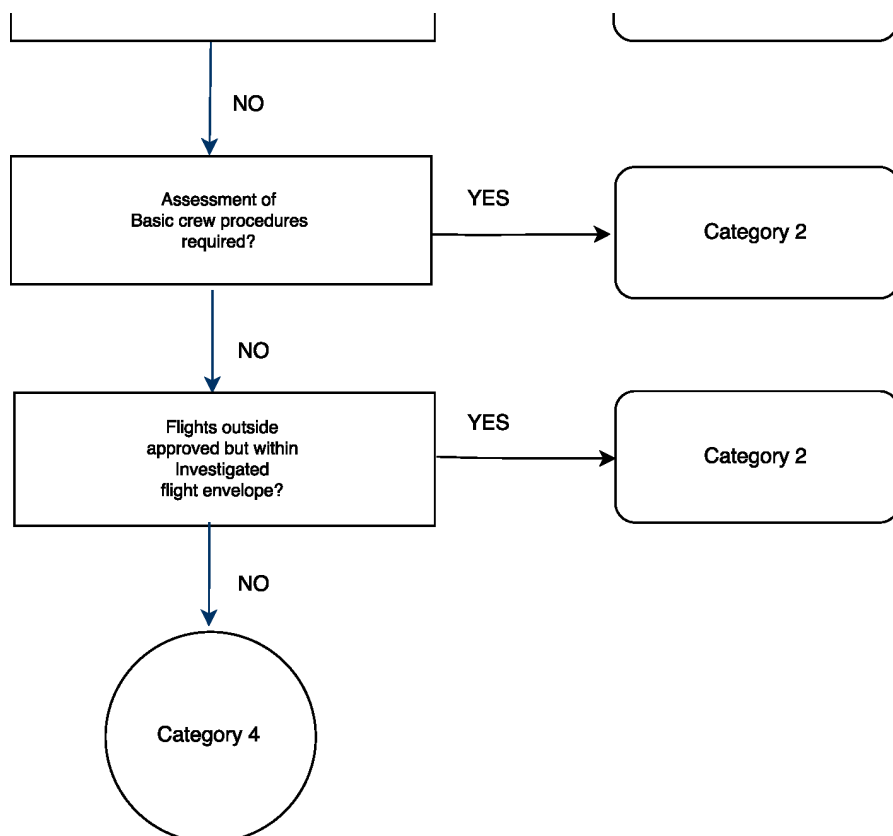 NO
Assessment of
Basic crew procedures
required?
YES
Category 2
NO
Flights outside
approved but within
Investigated
flight envelope?
YES
Category 2
NO
Category 4